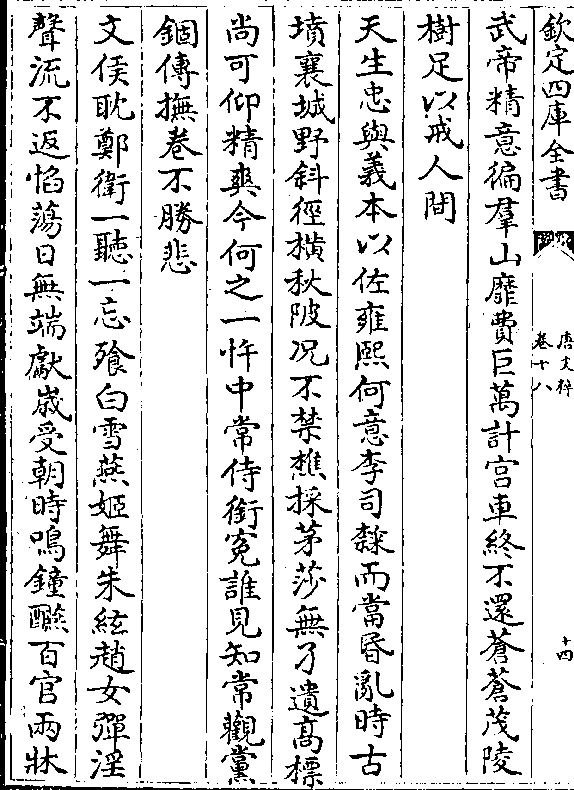 欽定四庫全書
唐文粹
卷十八
十四
武帝精意徧羣山靡費巨萬計宫車終不還蒼蒼茂陵
樹足以戒人間
天生忠與義本以佐雍熙何意李司隸而當昏亂時古
墳襄城野斜徑横秋陂况不禁樵採茅莎無孑遺高標
尚可仰精爽今何之一忤中常侍銜寃誰見知常觀黨
錮傳撫卷不勝悲
文侯耽鄭衛一聽一忘飱白雪燕姬舞朱絃趙女彈淫
聲流不返慆蕩日無端獻歲受朝時鳴鐘醼百官兩牀